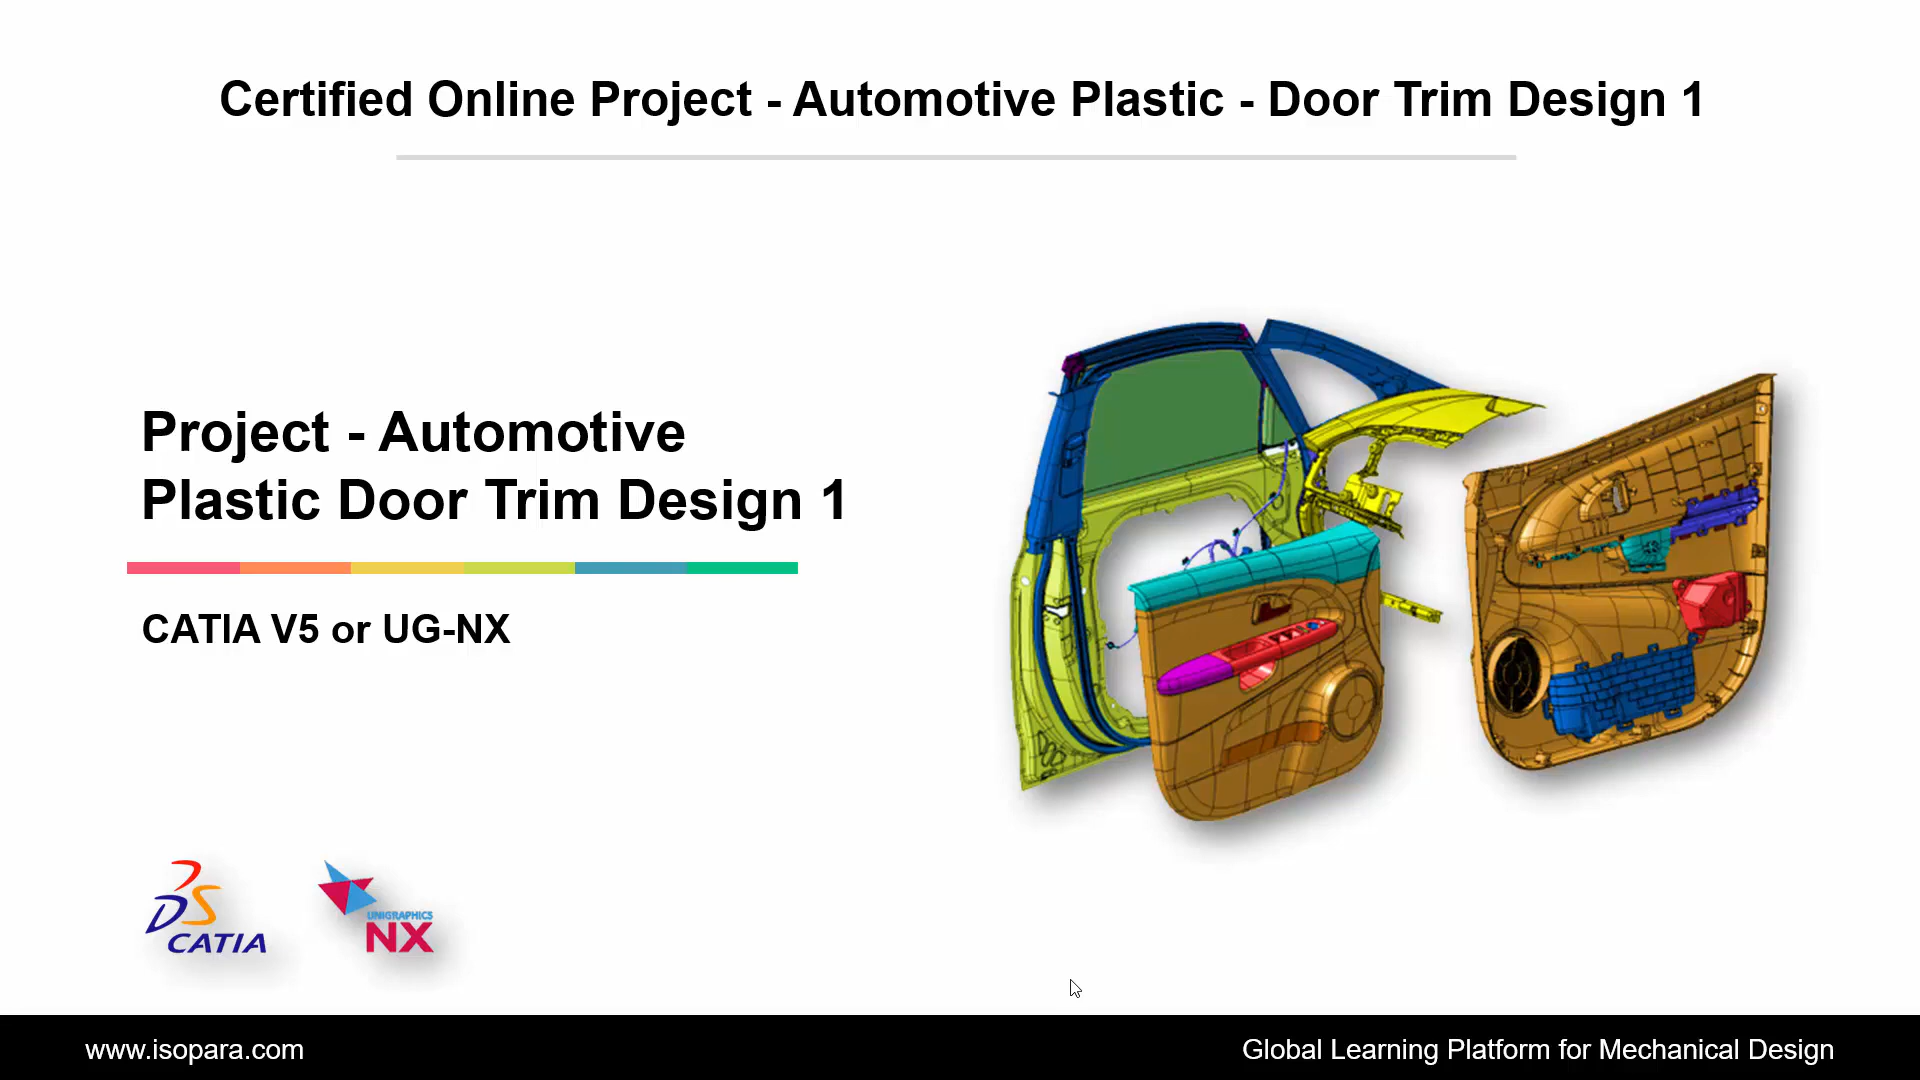 Certified Online Project - Automotive Plastic - Door Trim Design 1
Project - Automotive
Plastic Door Trim Design 1
CATIA V5 or UG-NX
DS
CATIA
UNIGRAPHICS
NX
www.isopara.com
Global Learning Platform for Mechanical Design